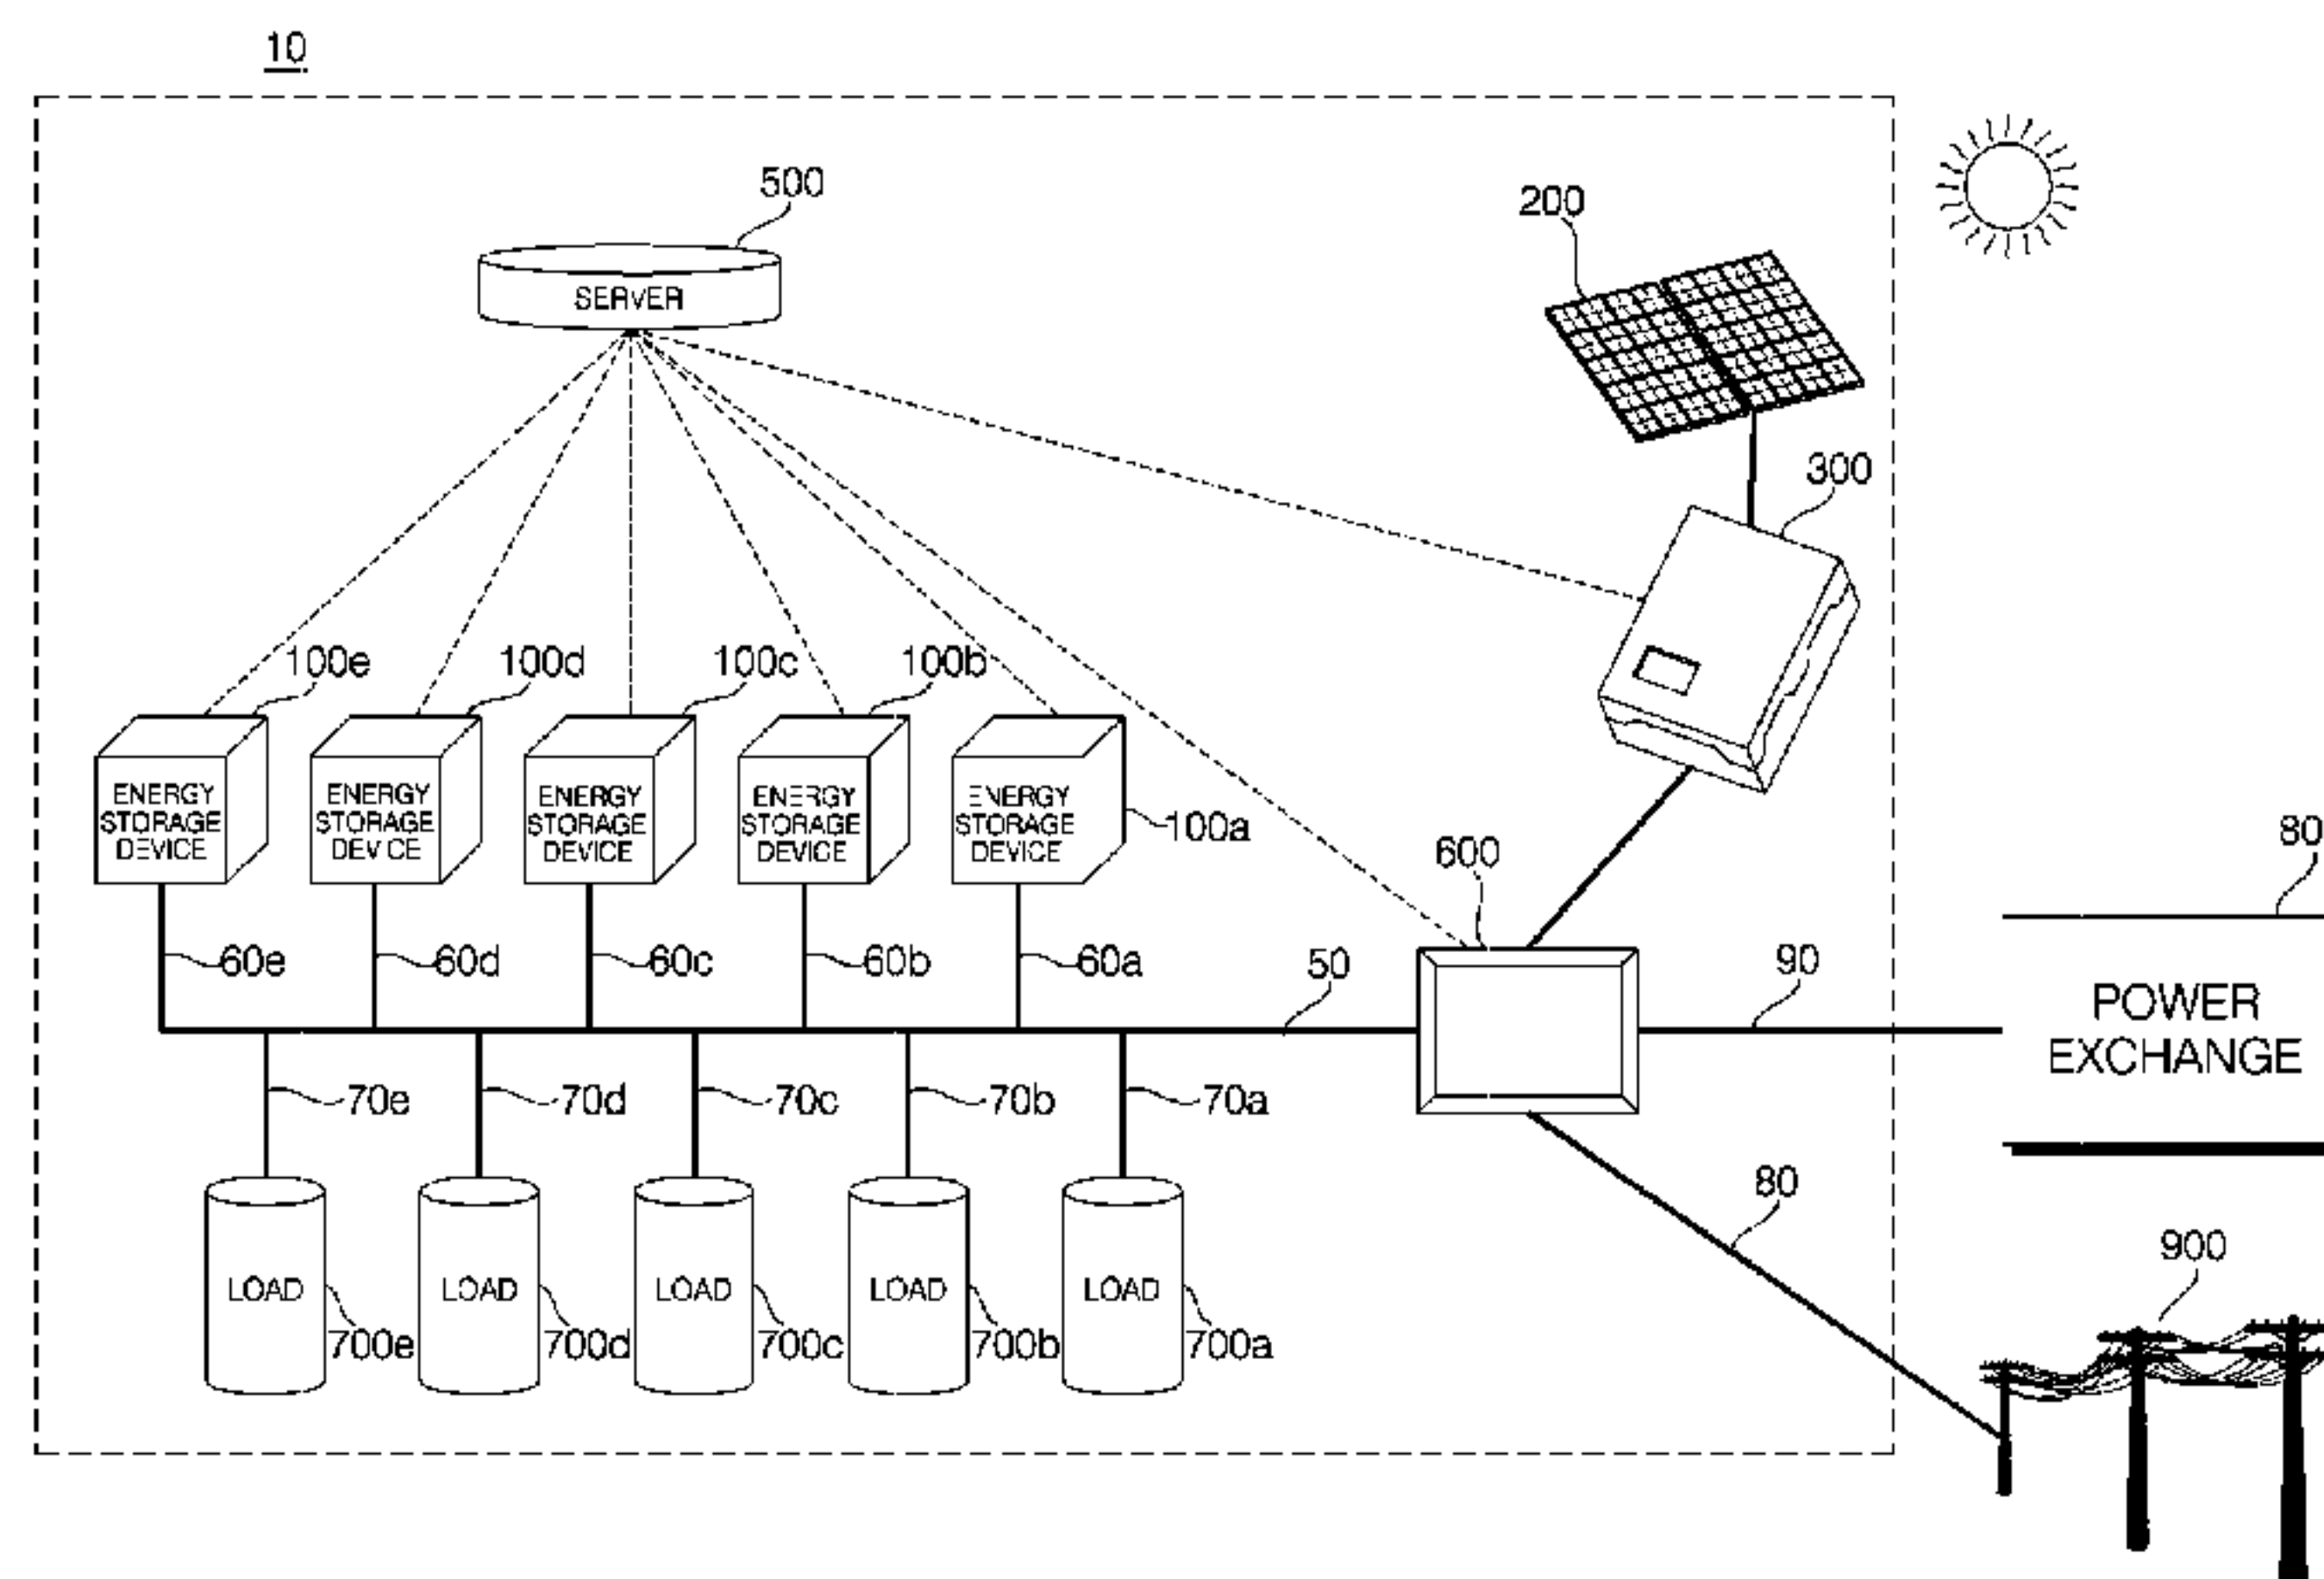 10
500
SERVER
200
300
100e
100d
100c
100b
ENERGY
STORAGE
DEVICE
ENERGY
STORAGE
DEVICE
ENERGY
STORAGE
DEVICE
ENERGY
STORAGE
DEVICE
ENERGY
STORAGE
DEVICE
100a
600
60e
60d
60c
60b
60a
50
90
POWER
EXCHANGE
70e
70d
70c
70b
70a
80
900
LOAD
LOAD
LOAD
LOAD
LOAD
700e
700d
700c
700b
700a